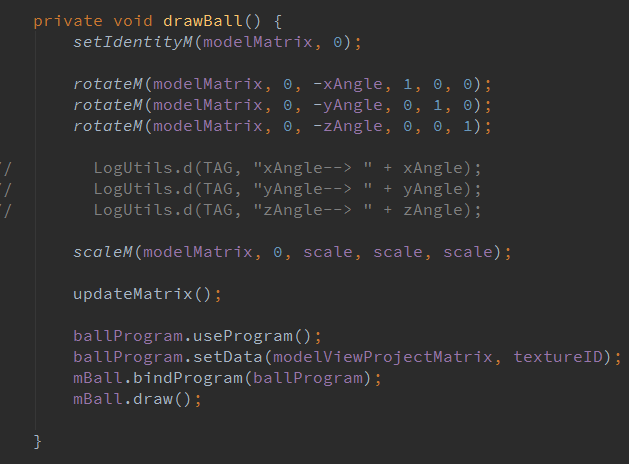 private void drawBall() {
setIdentityM(modelMatrix, 0);
rotateM(modelMatrix, 0, -xAngle, 1, 0, 0);
rotateM(modelMatrix, 0, -yAngle, 0, 1, 0);
rotateM(modelMatrix, 0, -zAngle, 0, 0, 1);
// LogUtils.d(TAG, "xAngle--> " + xAngle);
// LogUtils.d(TAG, "yAngle--> " + yAngle);
// LogUtils.d(TAG, "zAngle--> " + zAngle);
scaleM(modelMatrix, 0, scale, scale, scale);
updateMatrix();
ballProgram.useProgram();
ballProgram.setData(modelViewProjectMatrix, textureID);
mBall.bindProgram(ballProgram);
mBall.draw();
}